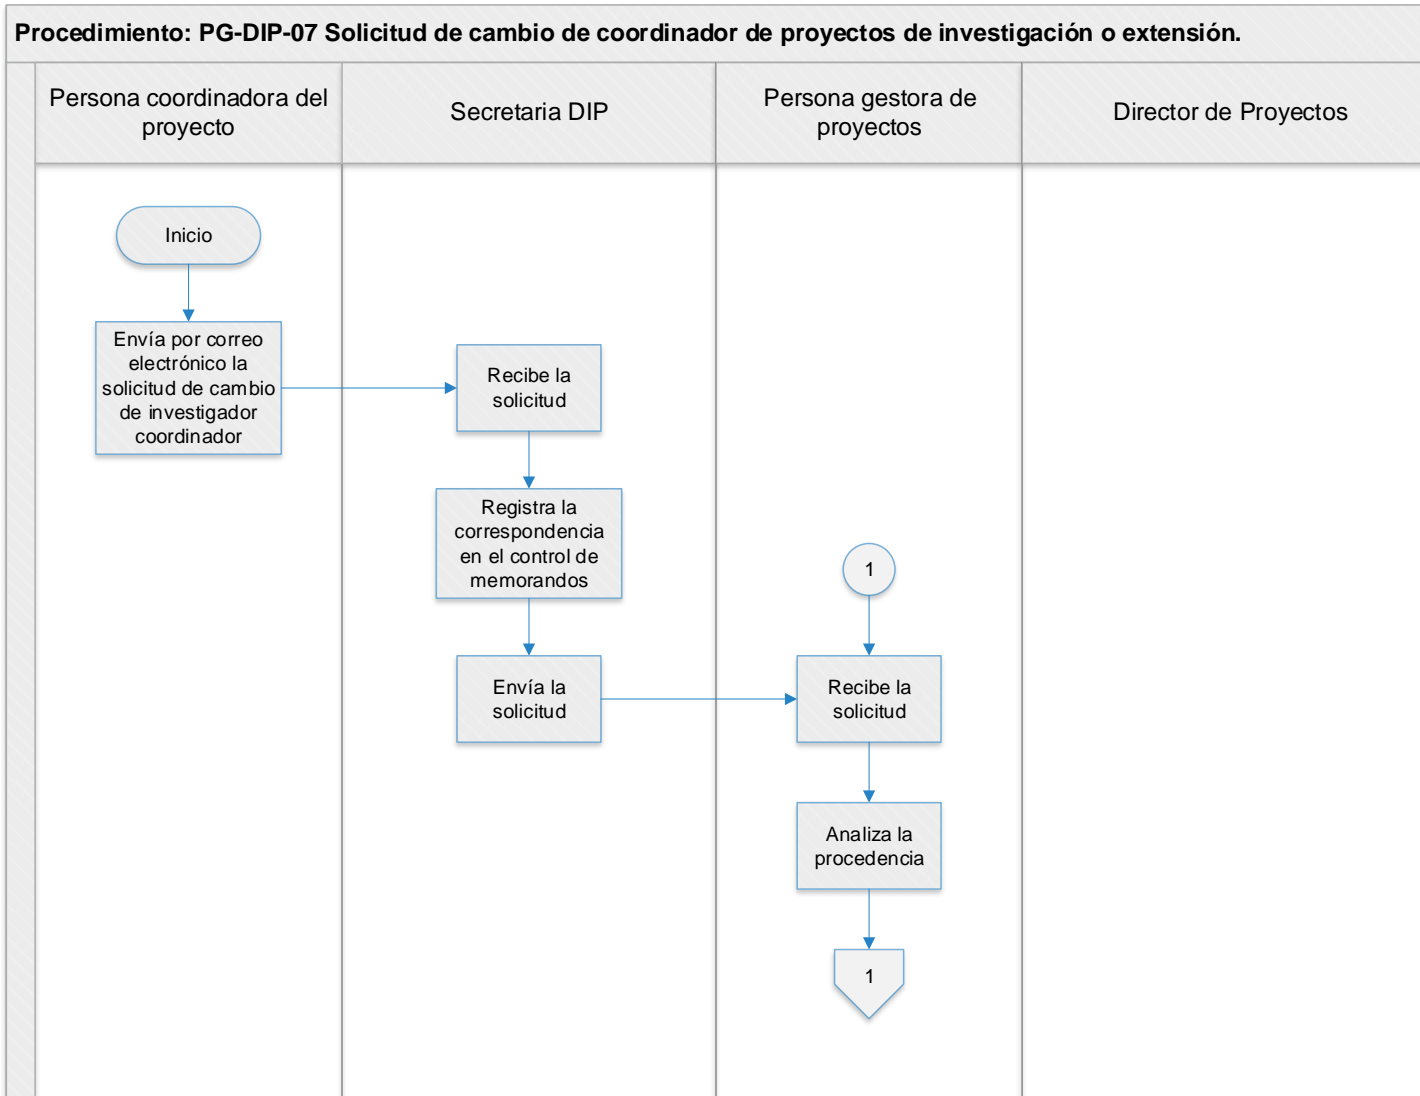 Procedimiento: PG-DIP-07 Solicitud de cambio de coordinador de proyectos de investigación o extensión.
Persona coordinadora del
proyecto
Secretaria DIP
Persona gestora de
proyectos
Director de Proyectos
Inicio
Envía por correo
electrónico la
solicitud de cambio
de investigador
coordinador
Recibe la
solicitud
Registra la
correspondencia
en el control de
memorandos
Envía la
solicitud
1
Recibe la
solicitud
Analiza la
procedencia
1